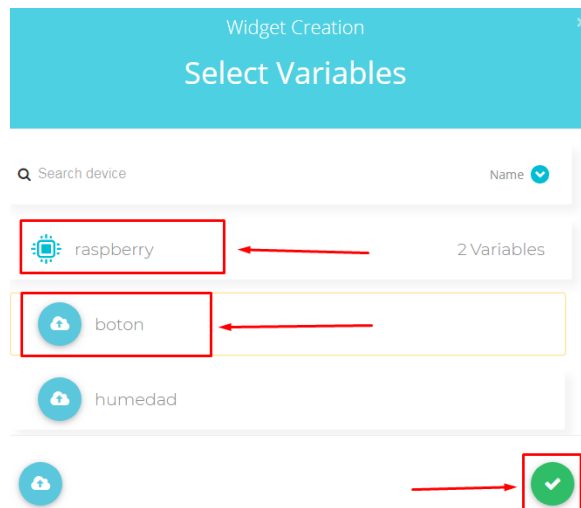 Widget Creation
Select Variables
Search device
Name
raspberry
2 Variables
boton
humedad